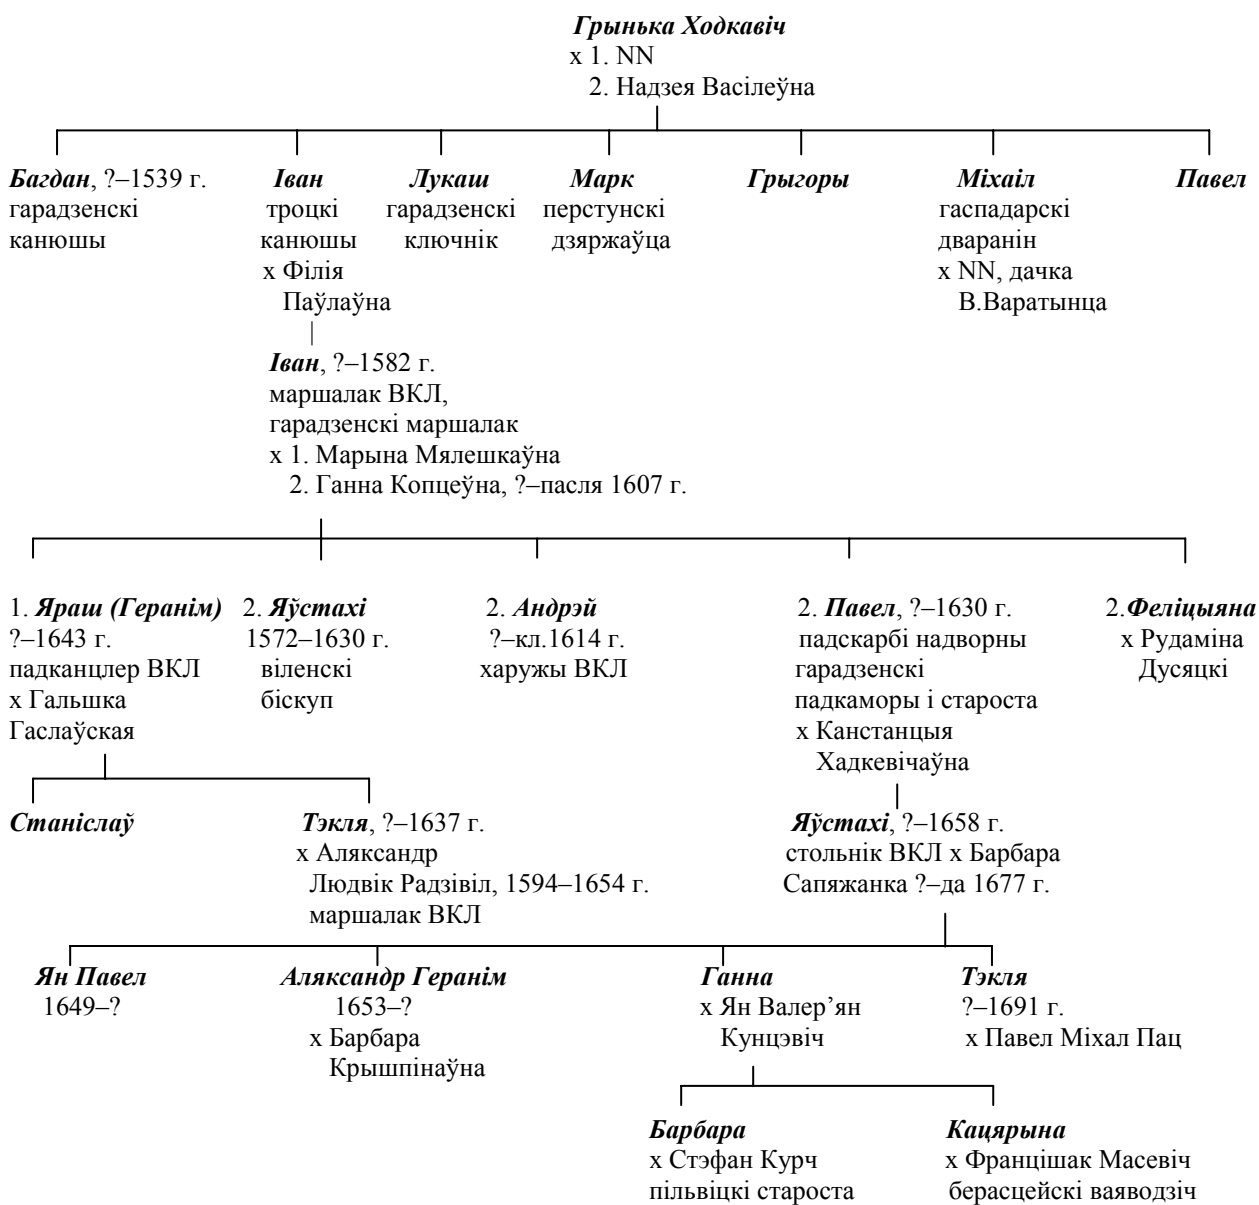 Грынька Ходкавіч
х 1. NN
2. Надзея Васілеўна
Багдан, ?–1539 г.
гарадзенскі
канюшы
Іван
троцкі
канюшы
х Філія
Паўлаўна
Лукаш
гарадзенскі
ключнік
Марк
перстунскі
дзяржаўца
Грыгоры
Міхаіл
гаспадарскі
дваранін
х NN, дачка
В.Варатынца
Павел
Іван, ?–1582 г.
маршалак ВКЛ,
гарадзенскі маршалак
х 1. Марына Мялешкаўна
2. Ганна Копцеўна, ?–пасля 1607 г.
1. Яраш (Геранім)
?–1643 г.
падканцлер ВКЛ
х Гальшка
Гаслаўская
2. Яўстахі
1572–1630 г.
віленскі
біскуп
2. Андрэй
?–кл.1614 г.
харужы ВКЛ
2. Павел, ?–1630 г.
падскарбі надворны
гарадзенскі
падкаморы і староста
х Канстанцыя
Хадкевічаўна
2.Феліцыяна
х Рудаміна
Дусяцкі
Станіслаў
Тэкля, ?–1637 г.
х Аляксандр
Людвік Радзівіл, 1594–1654 г.
маршалак ВКЛ
Яўстахі, ?–1658 г.
стольнік ВКЛ х Барбара
Сапяжанка ?–да 1677 г.
Ян Павел
1649–?
Аляксандр Геранім
1653–?
х Барбара
Крышпінаўна
Ганна
х Ян Валер’ян
Кунцэвіч
Тэкля
?–1691 г.
х Павел Міхал Пац
Барбара
х Стэфан Курч
пільвіцкі староста
Кацярына
х Францішак Масевіч
берасцейскі ваяводзіч